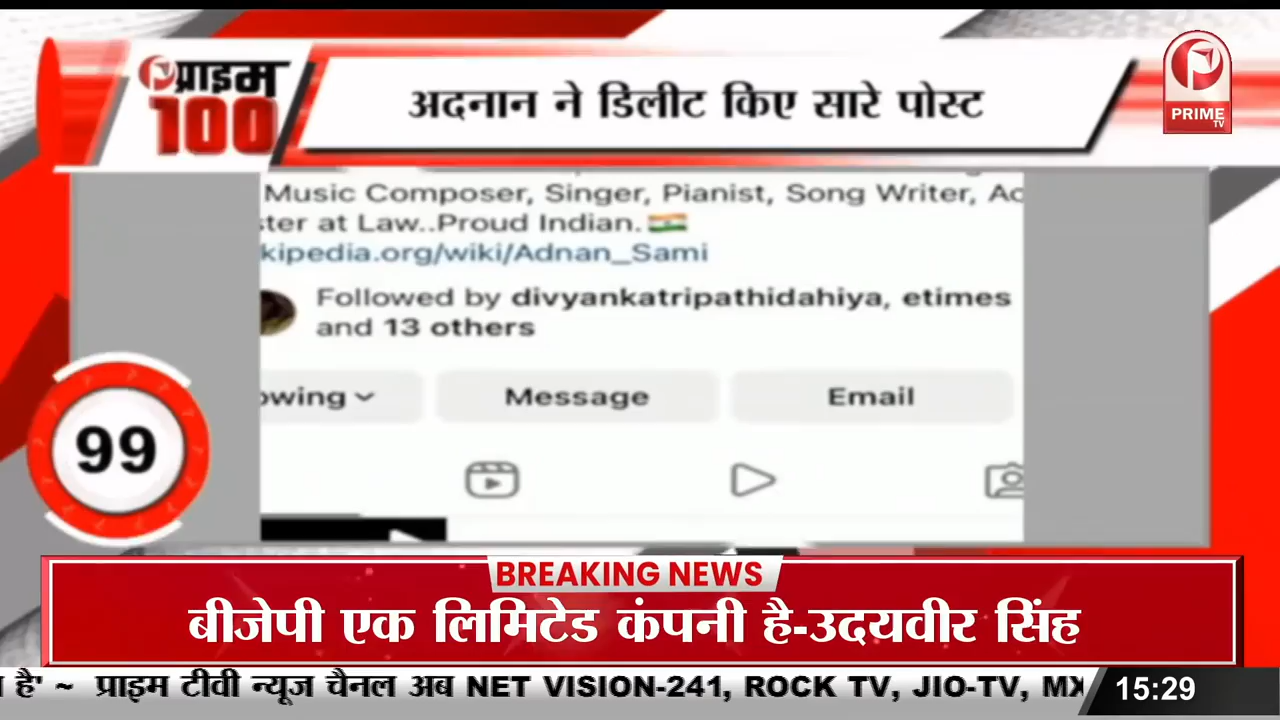 प्राइम
100
अदनान ने डिलीट किए सारे पोस्ट
PRIME
TV
Music Composer, Singer, Pianist, Song Writer,
at Law..Proud Indian.🇮🇳
kipedia.org/wiki/Adnan_Sami
Followed by divyankatripathidahiya, etimes
and 13 others
owing
Message
Email
99
BREAKING NEWS
बीजेपी एक लिमिटेड कंपनी है-उदयवीर सिंह
है' ~ प्राइम टीवी न्यूज चैनल अब NET VISION-241, ROCK TV, JIO-TV, MX
15:29